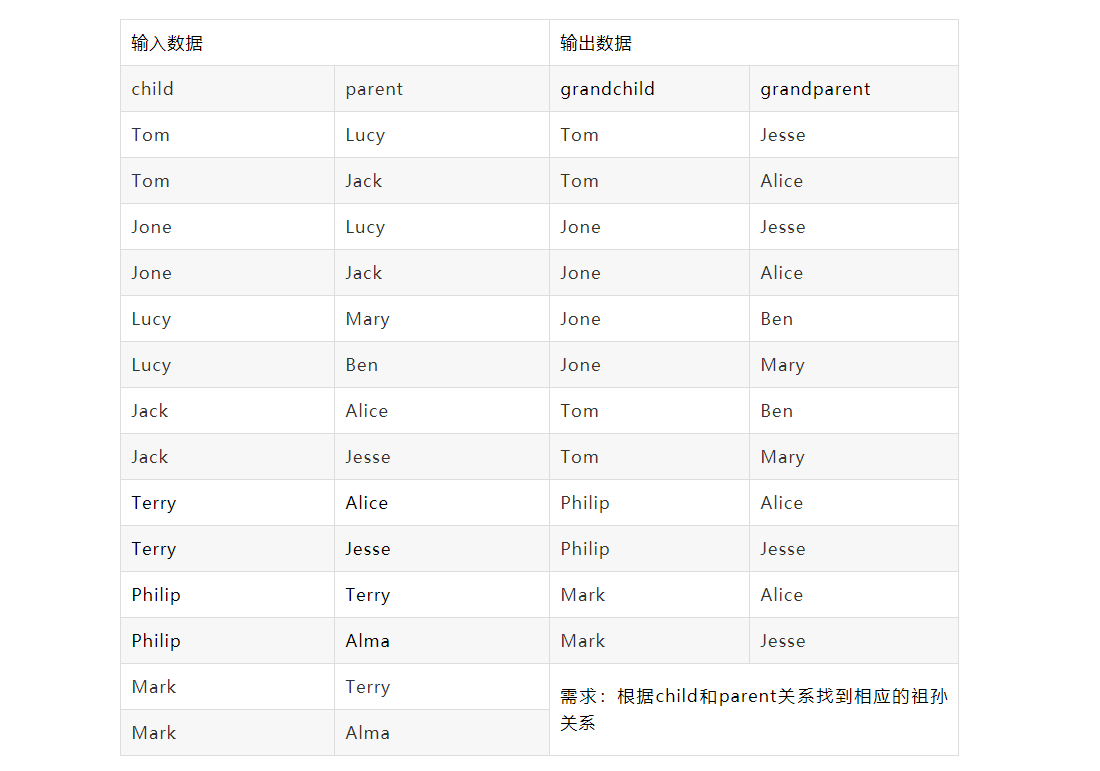 输入数据 输出数据
child parent grandchild grandparent
Tom Lucy Tom Jesse
Tom Jack Tom Alice
Jone Lucy Jone Jesse
Jone Jack Jone Alice
Lucy Mary Jone Ben
Lucy Ben Jone Mary
Jack Alice Tom Ben
Jack Jesse Tom Mary
Terry Alice Philip Alice
Terry Jesse Philip Jesse
Philip Terry Mark Alice
Philip Alma Mark Jesse
Mark Terry
Mark Alma
需求：根据child和parent关系找到相应的祖孙
关系